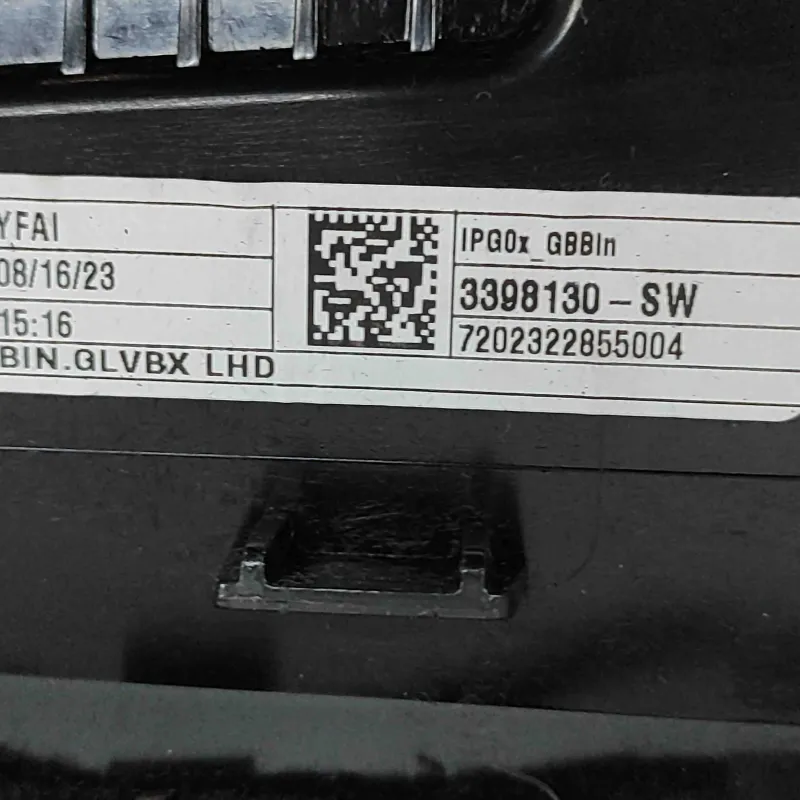 YFAI
08/16/23
15:16
BIN.GLVBX LHD
IPG0x_GBBIn
3398130-SW
7202322855004